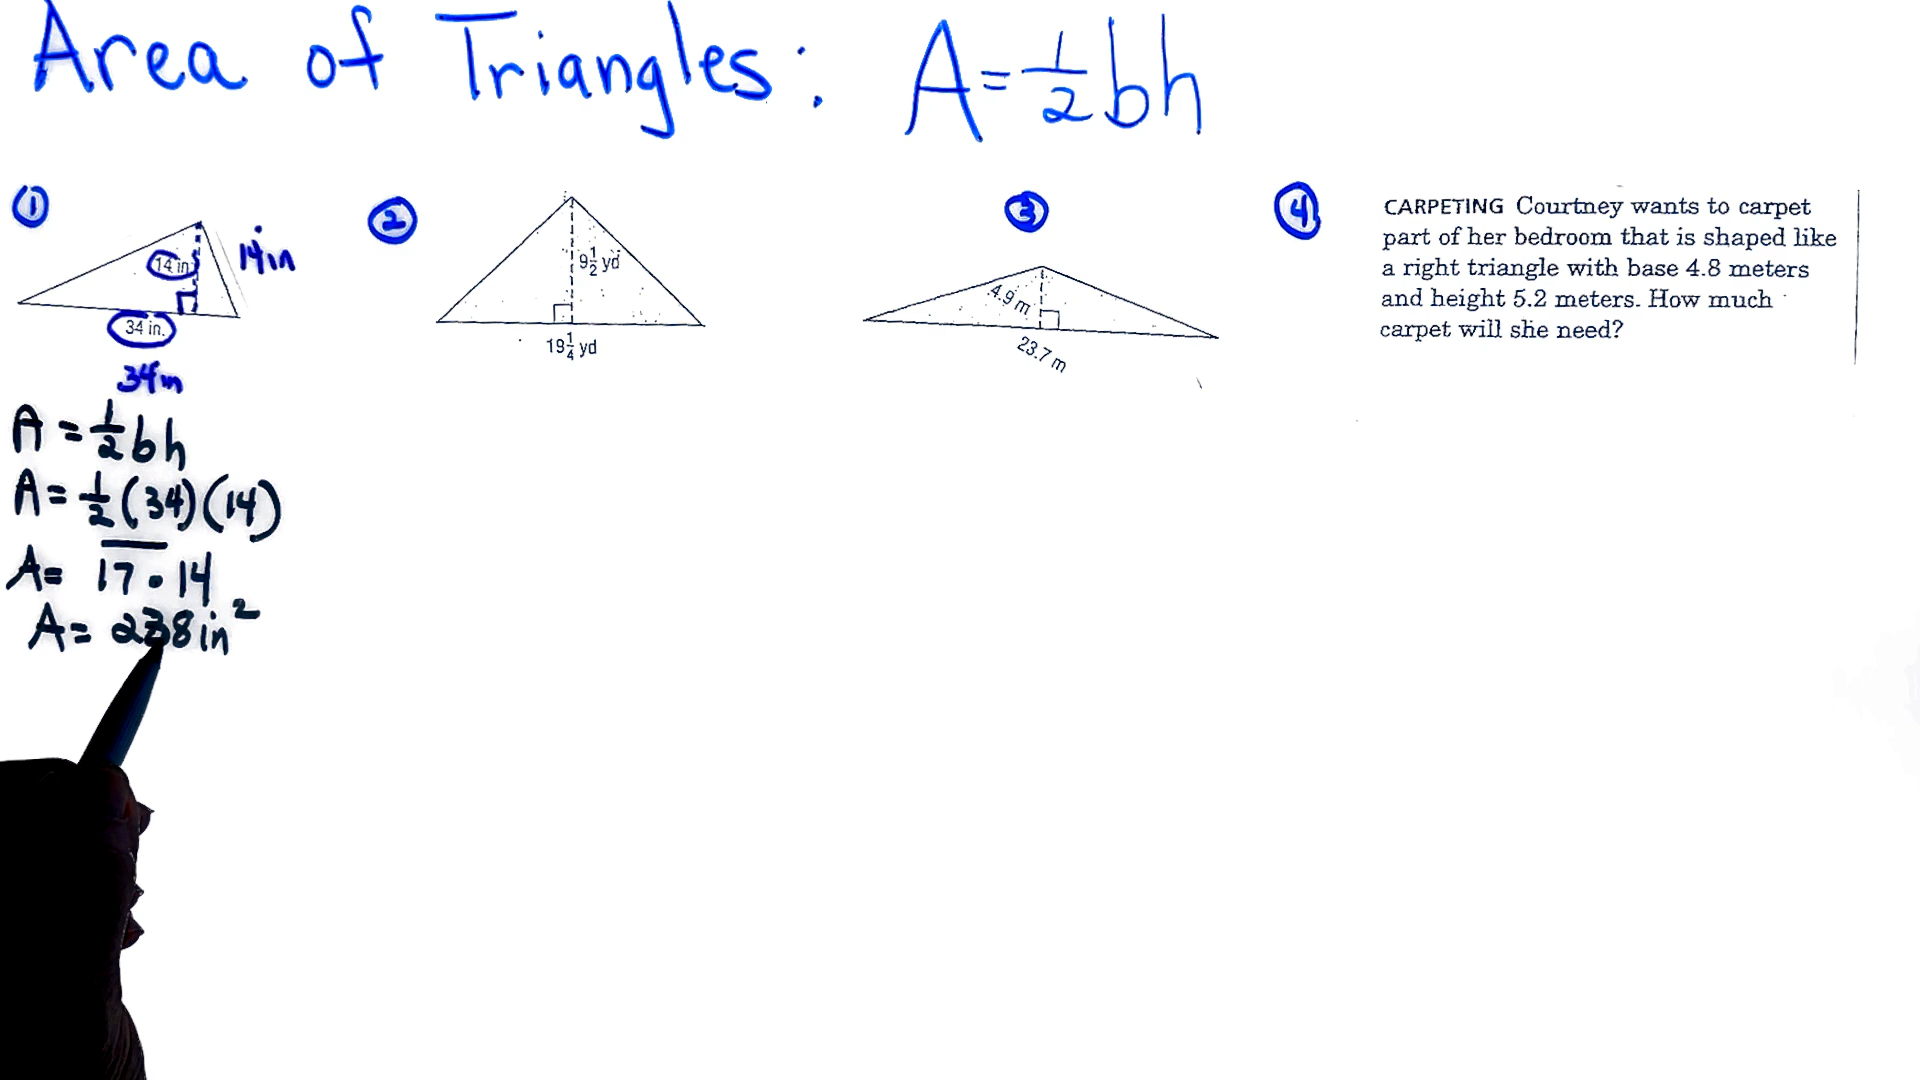 Area of Triangles: A=½bh
①
14 in.
14in
34 in.
34in
A = ½bh
A = ½(34)(14)
A= 17 • 14
A= 238in²
②
9½ yd
19¼ yd
③
4.9 m
23.7 m
④
CARPETING Courtney wants to carpet
part of her bedroom that is shaped like
a right triangle with base 4.8 meters
and height 5.2 meters. How much
carpet will she need?